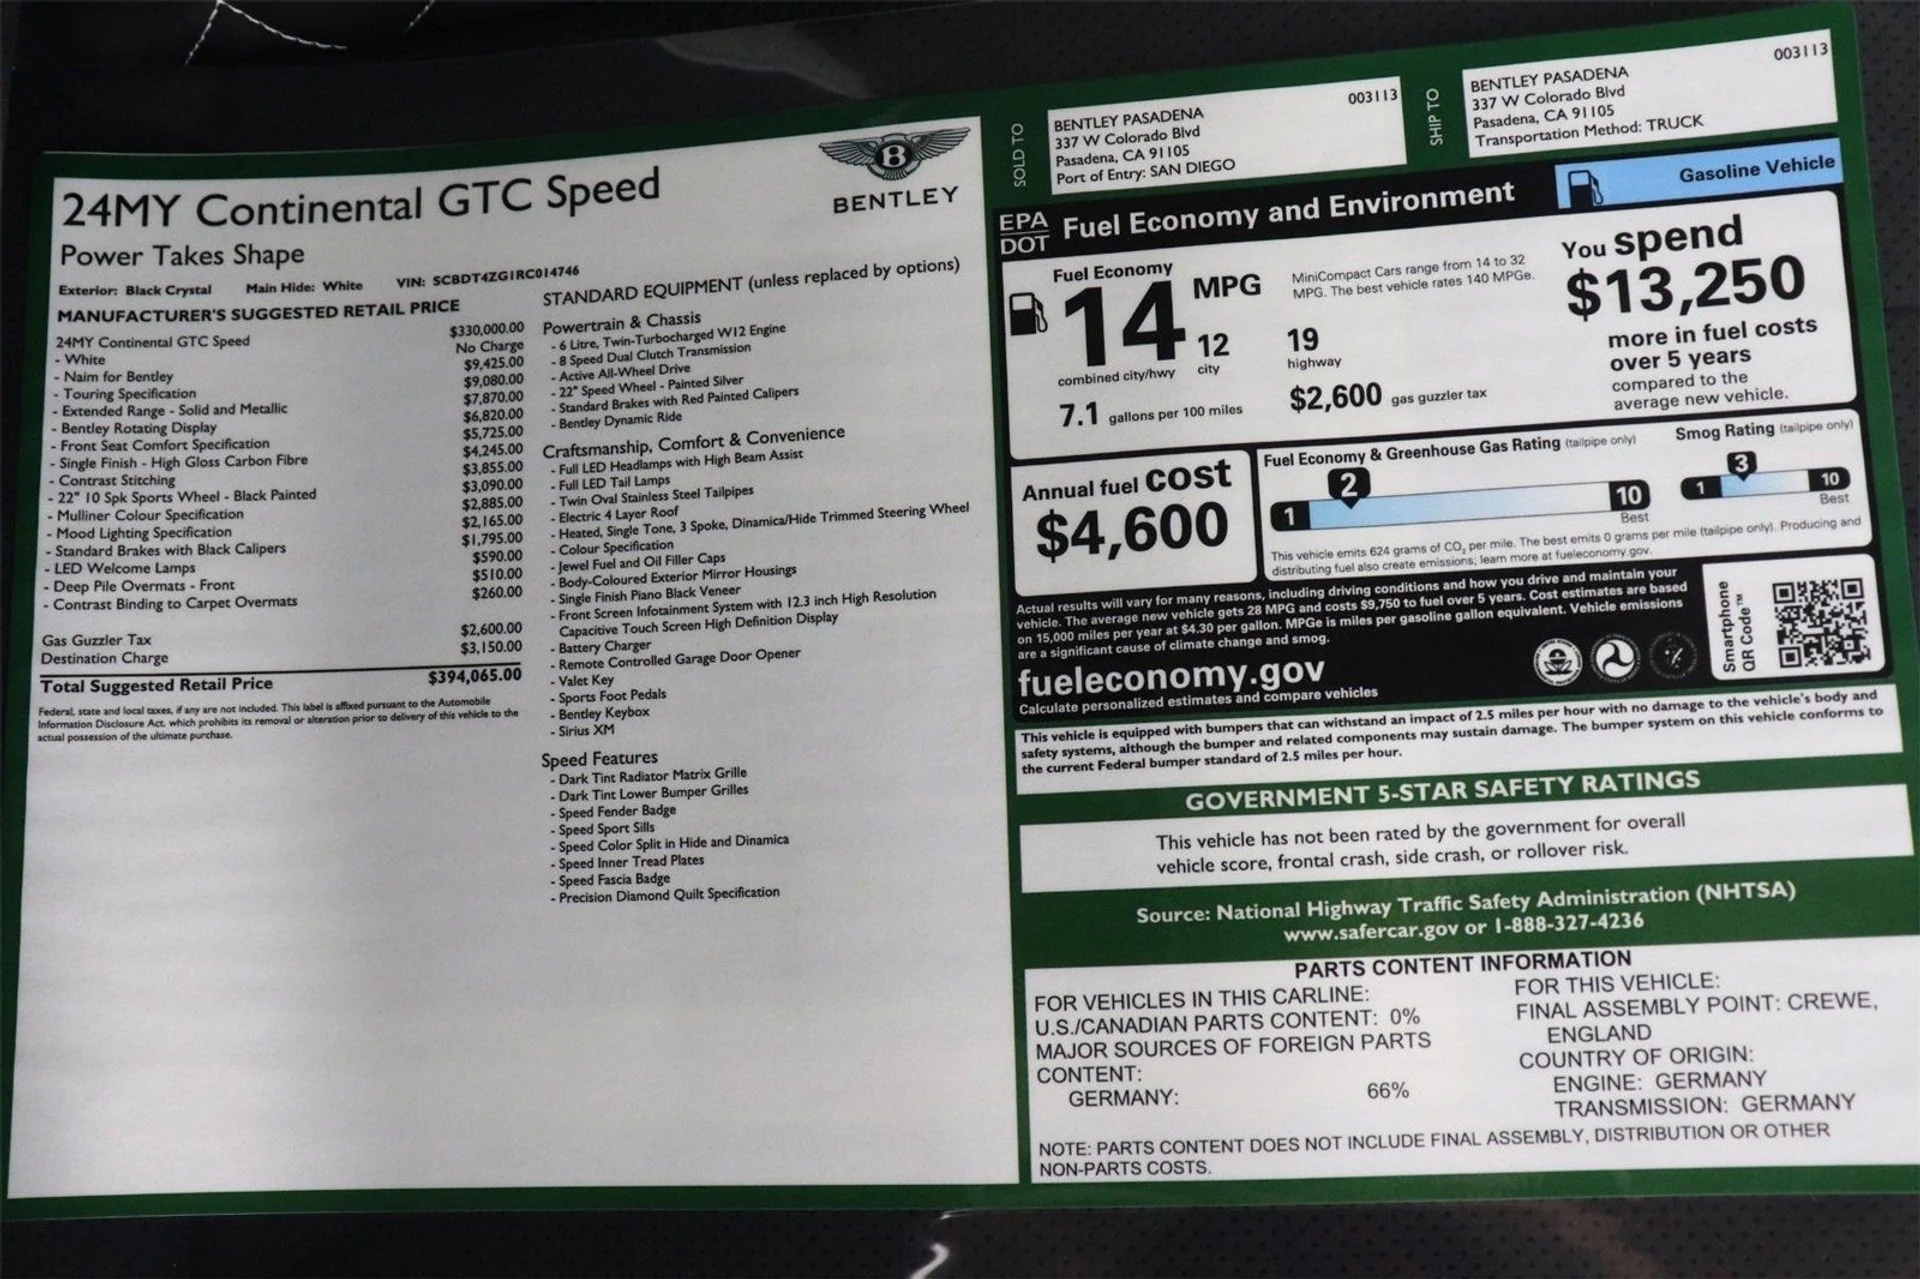 24MY Continental GTC Speed
BENTLEY
Power Takes Shape
Exterior: Black Crystal Main Hide: White VIN: SCBDT4ZG1RC014746
MANUFACTURER'S SUGGESTED RETAIL PRICE
24MY Continental GTC Speed $330,000.00
- White No Charge
- Naim for Bentley $9,425.00
- Touring Specification $9,080.00
- Extended Range - Solid and Metallic $7,870.00
- Bentley Rotating Display $6,820.00
- Front Seat Comfort Specification $5,725.00
- Single Finish - High Gloss Carbon Fibre $4,245.00
- Contrast Stitching $3,855.00
- 22" 10 Spk Sports Wheel - Black Painted $3,090.00
- Mulliner Colour Specification $2,885.00
- Mood Lighting Specification $2,165.00
- Standard Brakes with Black Calipers $1,795.00
- LED Welcome Lamps $590.00
- Deep Pile Overmats - Front $510.00
- Contrast Binding to Carpet Overmats $260.00
Gas Guzzler Tax $2,600.00
Destination Charge $3,150.00
Total Suggested Retail Price $394,065.00
Federal, state and local taxes, if any are not included. This label is affixed pursuant to the Automobile
Information Disclosure Act, which prohibits its removal or alteration prior to delivery of this vehicle to the
actual possession of the ultimate purchase.
STANDARD EQUIPMENT (unless replaced by options)
Powertrain & Chassis
- 6 Litre, Twin-Turbocharged W12 Engine
- 8 Speed Dual Clutch Transmission
- Active All-Wheel Drive
- 22" Speed Wheel - Painted Silver
- Standard Brakes with Red Painted Calipers
- Bentley Dynamic Ride
Craftsmanship, Comfort & Convenience
- Full LED Headlamps with High Beam Assist
- Full LED Tail Lamps
- Twin Oval Stainless Steel Tailpipes
- Electric 4 Layer Roof
- Heated, Single Tone, 3 Spoke, Dinamica/Hide Trimmed Steering Wheel
- Colour Specification
- Jewel Fuel and Oil Filler Caps
- Body-Coloured Exterior Mirror Housings
- Single Finish Piano Black Veneer
- Front Screen Infotainment System with 12.3 inch High Resolution
Capacitive Touch Screen High Definition Display
- Battery Charger
- Remote Controlled Garage Door Opener
- Valet Key
- Sports Foot Pedals
- Bentley Keybox
- Sirius XM
Speed Features
- Dark Tint Radiator Matrix Grille
- Dark Tint Lower Bumper Grilles
- Speed Fender Badge
- Speed Sport Sills
- Speed Color Split in Hide and Dinamica
- Speed Inner Tread Plates
- Speed Fascia Badge
- Precision Diamond Quilt Specification
SOLD TO
BENTLEY PASADENA 003113
337 W Colorado Blvd
Pasadena, CA 91105
Port of Entry: SAN DIEGO
SHIP TO
BENTLEY PASADENA 003113
337 W Colorado Blvd
Pasadena, CA 91105
Transportation Method: TRUCK
EPA
DOT
Fuel Economy and Environment
Gasoline Vehicle
Fuel Economy
14 MPG
combined city/hwy
12
city
19
highway
7.1 gallons per 100 miles
$2,600 gas guzzler tax
MiniCompact Cars range from 14 to 32
MPG. The best vehicle rates 140 MPGe.
You spend
$13,250
more in fuel costs
over 5 years
compared to the
average new vehicle.
Annual fuel cost
$4,600
Fuel Economy & Greenhouse Gas Rating (tailpipe only)
2
1 10
Best
Smog Rating (tailpipe only)
3
1 10
Best
This vehicle emits 624 grams of CO2 per mile. The best emits 0 grams per mile (tailpipe only). Producing and
distributing fuel also create emissions; learn more at fueleconomy.gov.
Actual results will vary for many reasons, including driving conditions and how you drive and maintain your
vehicle. The average new vehicle gets 28 MPG and costs $9,750 to fuel over 5 years. Cost estimates are based
on 15,000 miles per year at $4.30 per gallon. MPGe is miles per gasoline gallon equivalent. Vehicle emissions
are a significant cause of climate change and smog.
fueleconomy.gov
Calculate personalized estimates and compare vehicles
Smartphone
QR Code™
This vehicle is equipped with bumpers that can withstand an impact of 2.5 miles per hour with no damage to the vehicle's body and
safety systems, although the bumper and related components may sustain damage. The bumper system on this vehicle conforms to
the current Federal bumper standard of 2.5 miles per hour.
GOVERNMENT 5-STAR SAFETY RATINGS
This vehicle has not been rated by the government for overall
vehicle score, frontal crash, side crash, or rollover risk.
Source: National Highway Traffic Safety Administration (NHTSA)
www.safercar.gov or 1-888-327-4236
PARTS CONTENT INFORMATION
FOR VEHICLES IN THIS CARLINE:
U.S./CANADIAN PARTS CONTENT: 0%
MAJOR SOURCES OF FOREIGN PARTS
CONTENT:
GERMANY: 66%
FOR THIS VEHICLE:
FINAL ASSEMBLY POINT: CREWE,
ENGLAND
COUNTRY OF ORIGIN:
ENGINE: GERMANY
TRANSMISSION: GERMANY
NOTE: PARTS CONTENT DOES NOT INCLUDE FINAL ASSEMBLY, DISTRIBUTION OR OTHER
NON-PARTS COSTS.